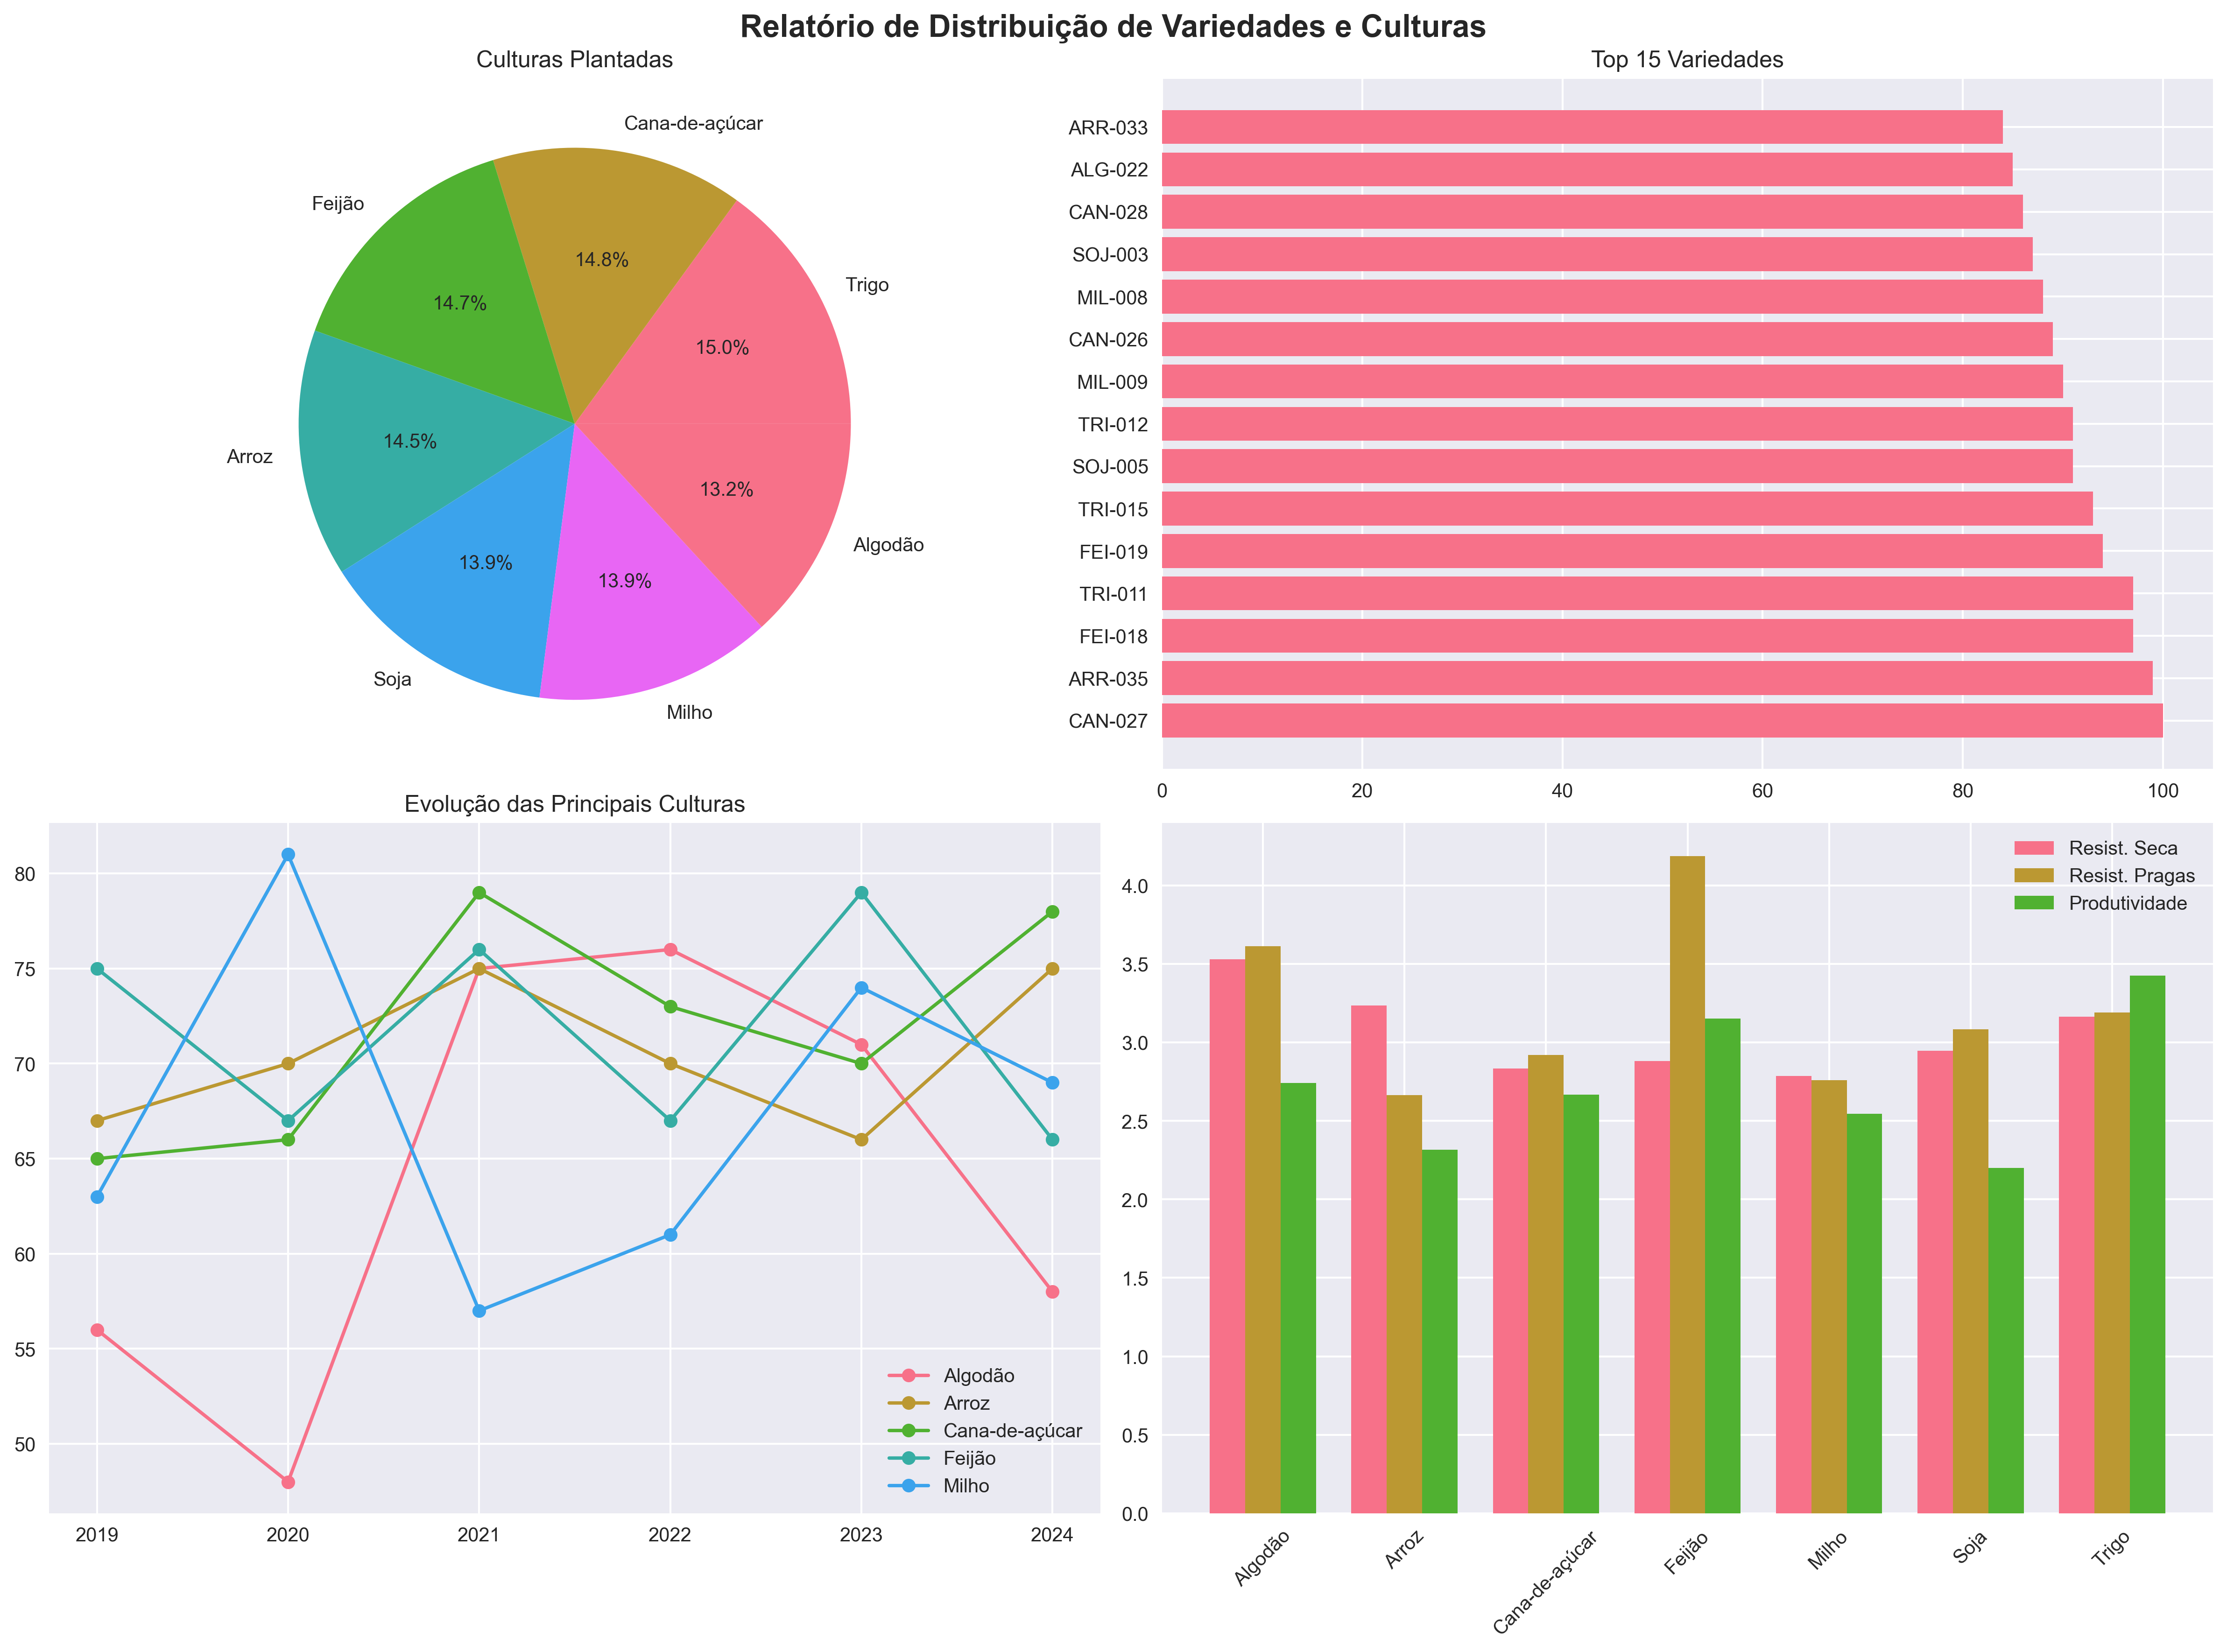 Relatório de Distribuição de Variedades e Culturas
Culturas Plantadas
Cana-de-açúcar
Feijão
Trigo
Arroz
Algodão
Soja
Milho
14.8%
14.7%
15.0%
14.5%
13.2%
13.9%
13.9%
Top 15 Variedades
ARR-033
ALG-022
CAN-028
SOJ-003
MIL-008
CAN-026
MIL-009
TRI-012
SOJ-005
TRI-015
FEI-019
TRI-011
FEI-018
ARR-035
CAN-027
0 20 40 60 80 100
Evolução das Principais Culturas
80
75
70
65
60
55
50
2019 2020 2021 2022 2023 2024
Algodão
Arroz
Cana-de-açúcar
Feijão
Milho
Resist. Seca
Resist. Pragas
Produtividade
4.0
3.5
3.0
2.5
2.0
1.5
1.0
0.5
0.0
Algodão
Arroz
Cana-de-açúcar
Feijão
Milho
Soja
Trigo